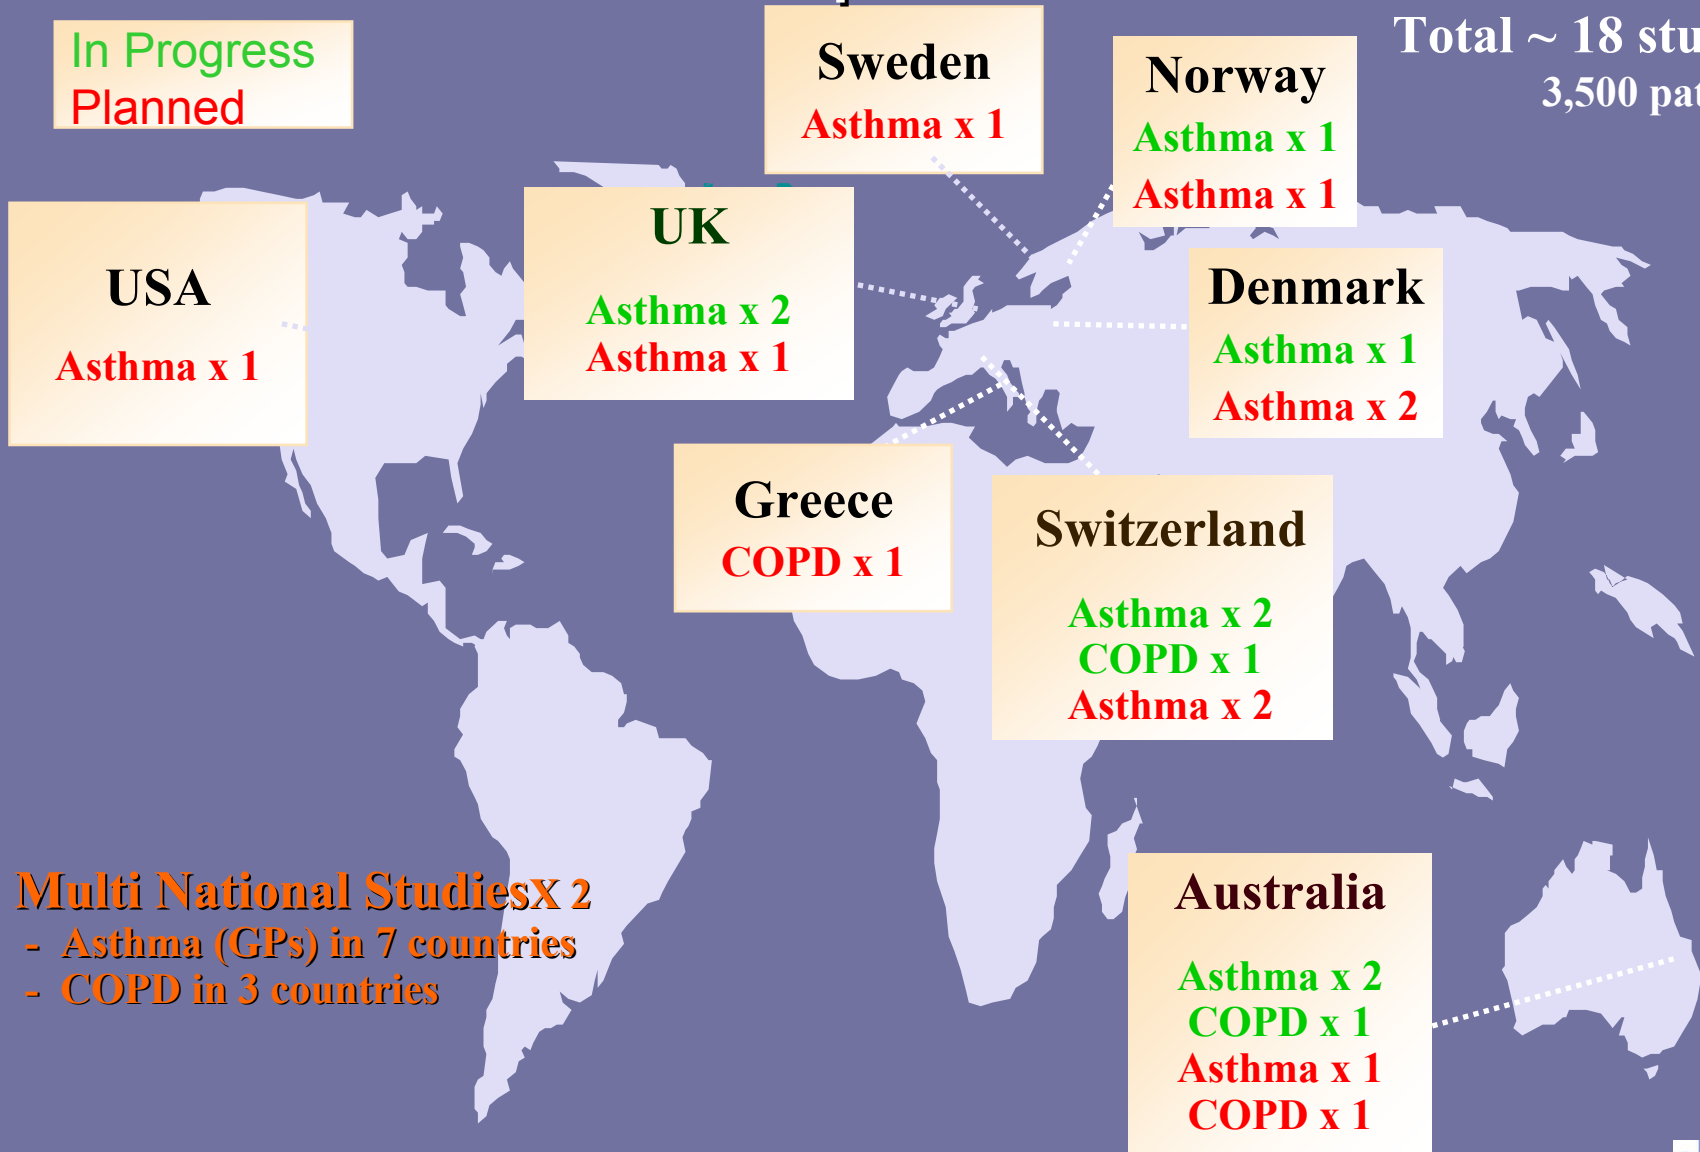 In Progress
Planned
Total ~ 18
3,500
Sweden
Asthma x 1
Norway
Asthma x 1
Asthma x 1
USA
Asthma x 1
UK
Asthma x 2
Asthma x 1
Denmark
Asthma x 1
Asthma x 2
Greece
COPD x 1
Switzerland
Asthma x 2
COPD x 1
Asthma x 2
Multi National StudiesX 2
- Asthma (GPs) in 7 countries
- COPD in 3 countries
Australia
Asthma x 2
COPD x 1
Asthma x 1
COPD x 1